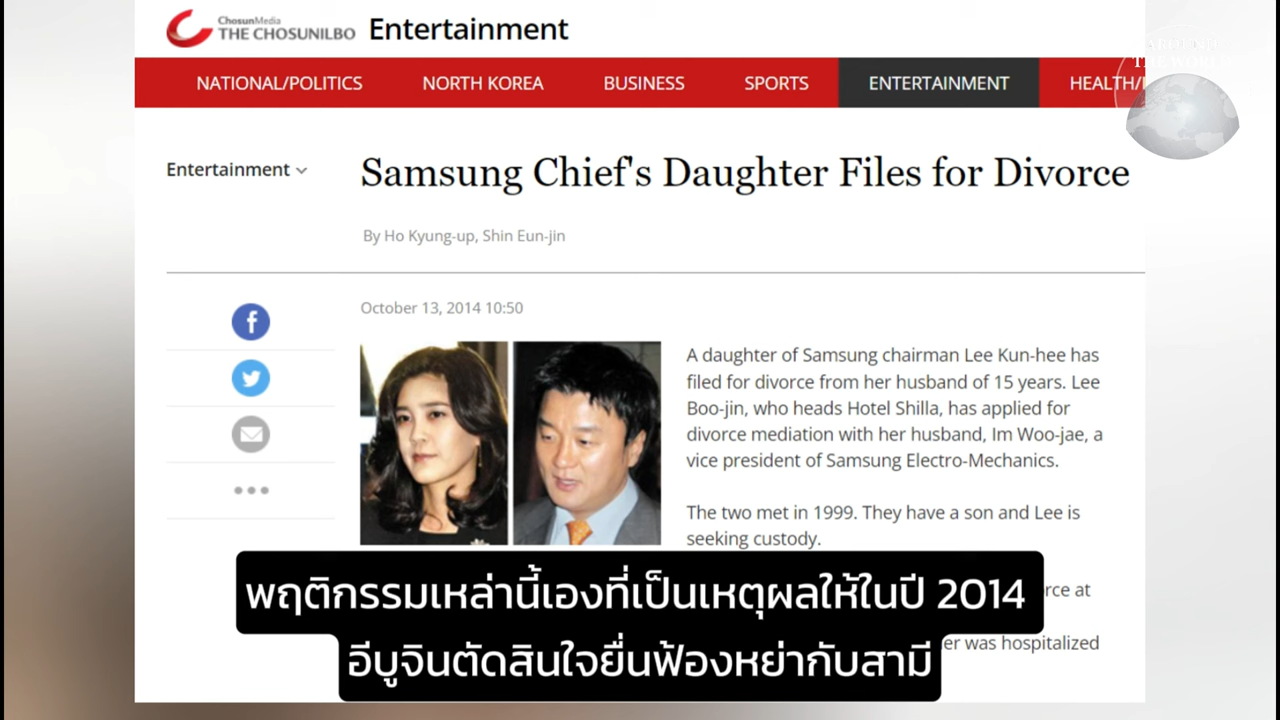 ChosunMedia
THE CHOSUNILBO Entertainment
AROUND
THE WORLD
NATIONAL/POLITICS NORTH KOREA BUSINESS SPORTS ENTERTAINMENT HEALTH/
Entertainment
Samsung Chief's Daughter Files for Divorce
By Ho Kyung-up, Shin Eun-jin
October 13, 2014 10:50
A daughter of Samsung chairman Lee Kun-hee has
filed for divorce from her husband of 15 years. Lee
Boo-jin, who heads Hotel Shilla, has applied for
divorce mediation with her husband, Im Woo-jae, a
vice president of Samsung Electro-Mechanics.
The two met in 1999. They have a son and Lee is
seeking custody.
at
was hospitalized
พฤติกรรมเหล่านี้เองที่เป็นเหตุผลให้ในปี 2014
อีบูจินตัดสินใจยื่นฟ้องหย่ากับสามี